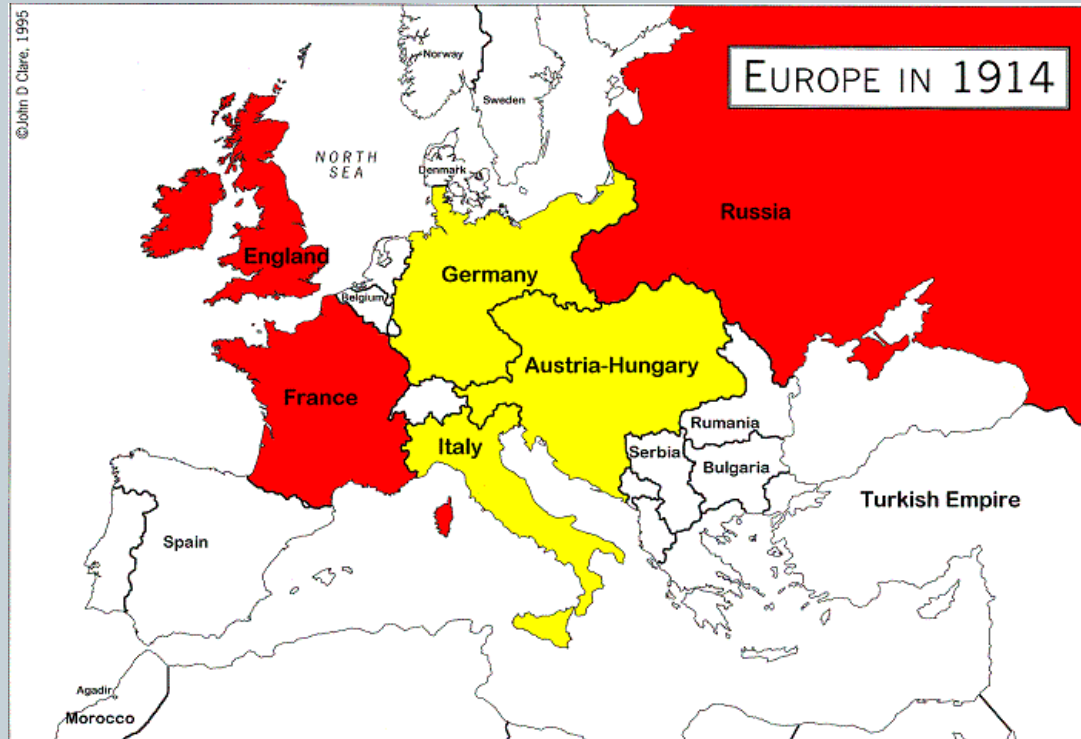 ©John D Clare, 1995
EUROPE IN 1914
Norway
Sweden
NORTH
SEA
Denmark
Russia
England
Germany
Belgium
Austria-Hungary
France
Rumania
Italy
Serbia
Bulgaria
Turkish Empire
Spain
Agadir
Morocco